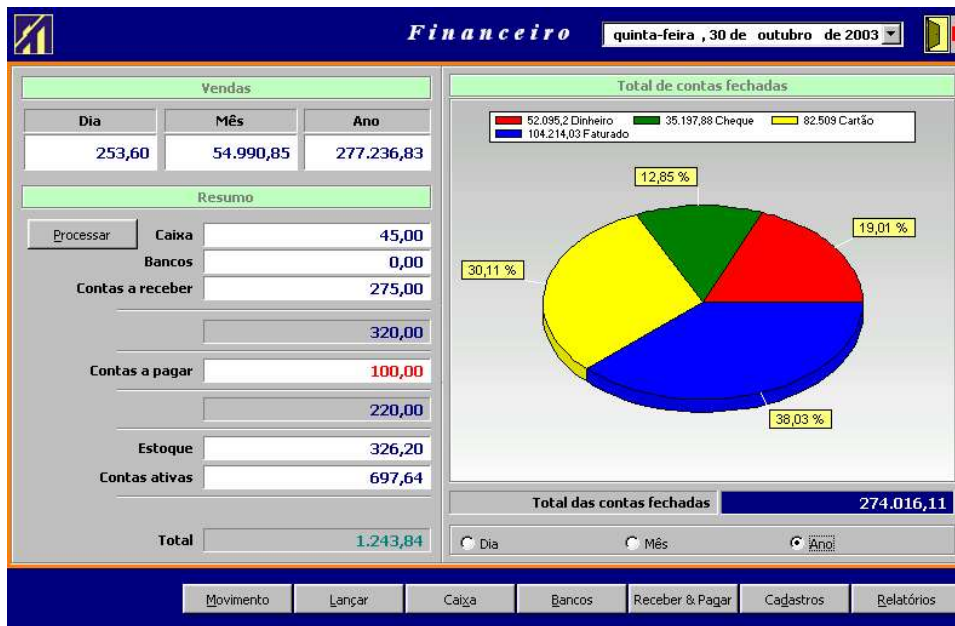 Financeiro
quinta-feira , 30 de outubro de 2003
Vendas
Dia Mês Ano
253,60 54.990,85 277.236,83
Resumo
Processar
Caixa 45,00
Bancos 0,00
Contas a receber 275,00
320,00
Contas a pagar 100,00
220,00
Estoque 326,20
Contas ativas 697,64
Total 1.243,84
Total de contas fechadas
52.095,2 Dinheiro 35.197,88 Cheque 82.509 Cartão
104.214,03 Faturado
12,85 %
19,01 %
30,11 %
38,03 %
Total das contas fechadas 274.016,11
Dia Mês Ano
Movimento Lançar Caixa Bancos Receber & Pagar Cadastros Relatórios